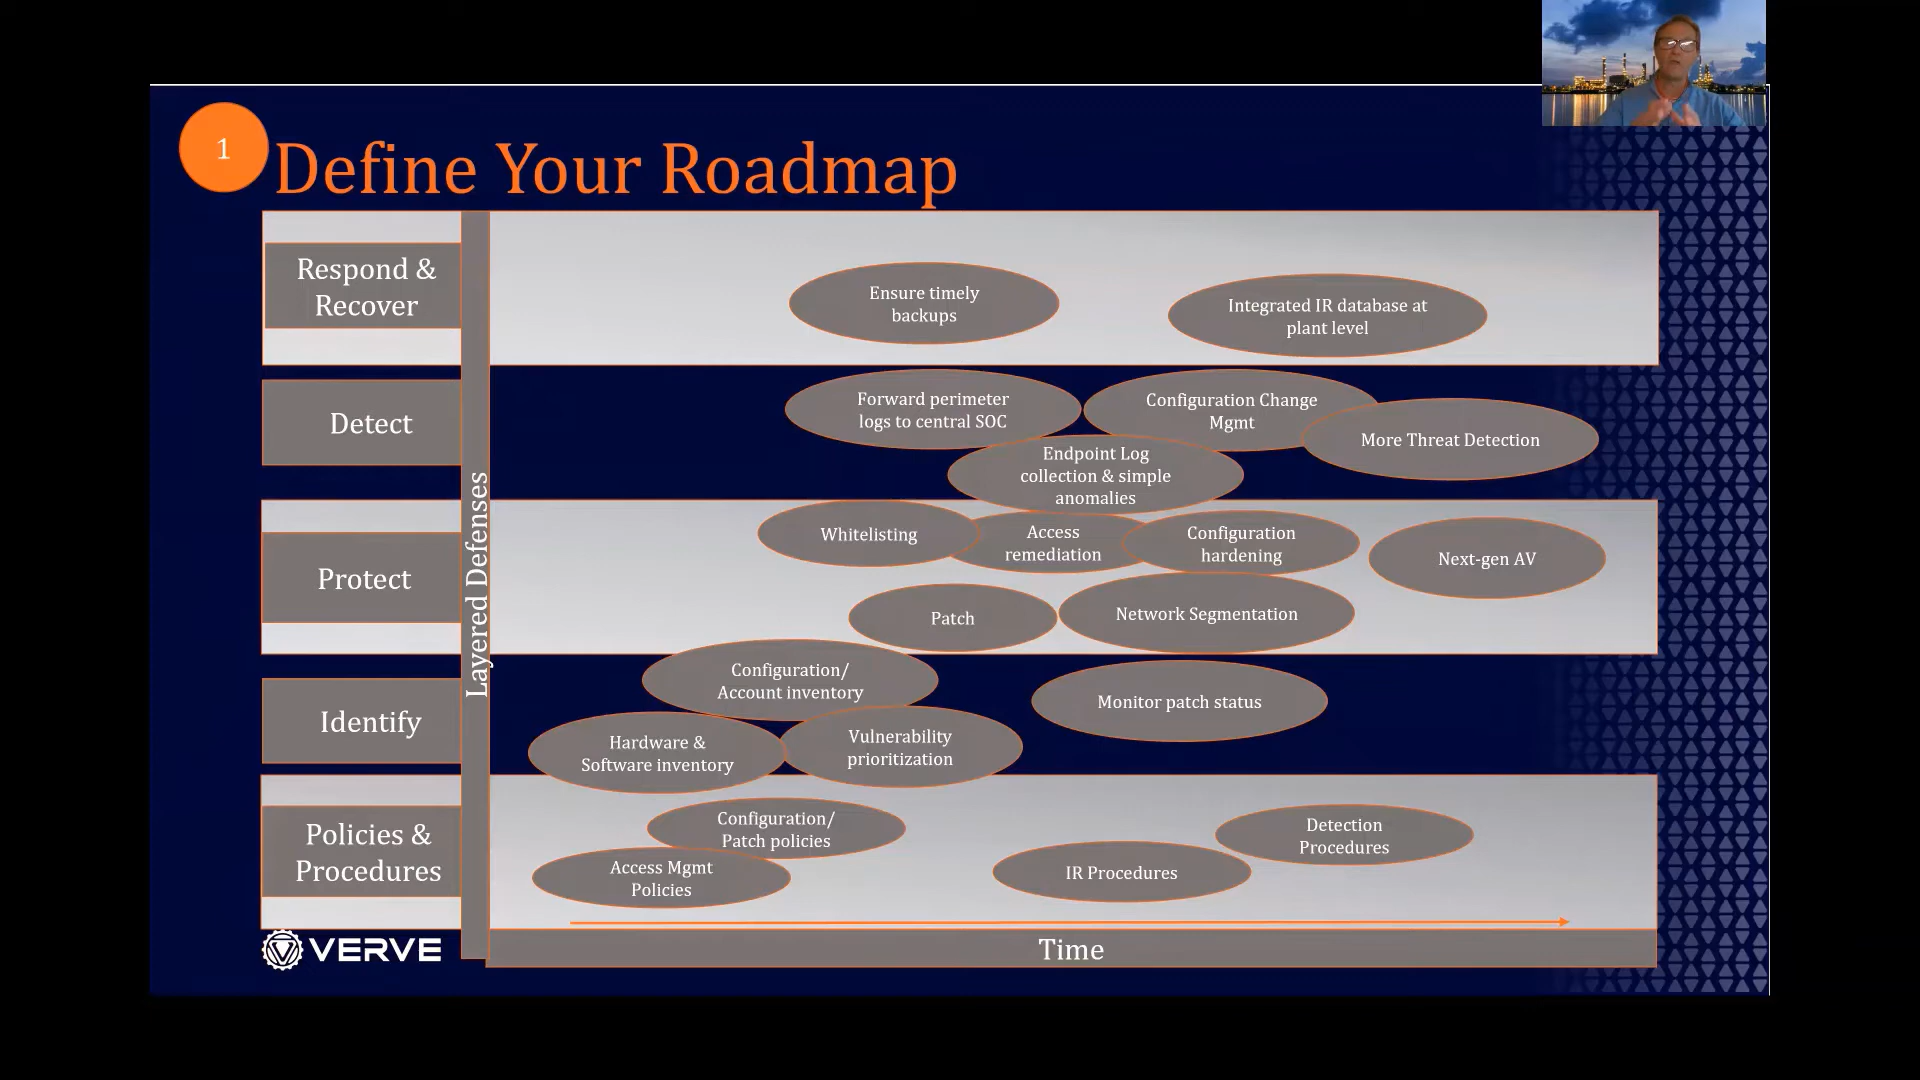 1
Define Your Roadmap
Respond &
Recover
Ensure timely
backups
Integrated IR database at
plant level
Detect
Forward perimeter
logs to central SOC
Configuration Change
Mgmt
More Threat Detection
Endpoint Log
collection & simple
anomalies
Layered Defenses
Protect
Whitelisting
Access
remediation
Configuration
hardening
Next-gen AV
Patch
Network Segmentation
Identify
Configuration/
Account inventory
Monitor patch status
Hardware &
Software inventory
Vulnerability
prioritization
Policies &
Procedures
Configuration/
Patch policies
Access Mgmt
Policies
IR Procedures
Detection
Procedures
VERVE
Time